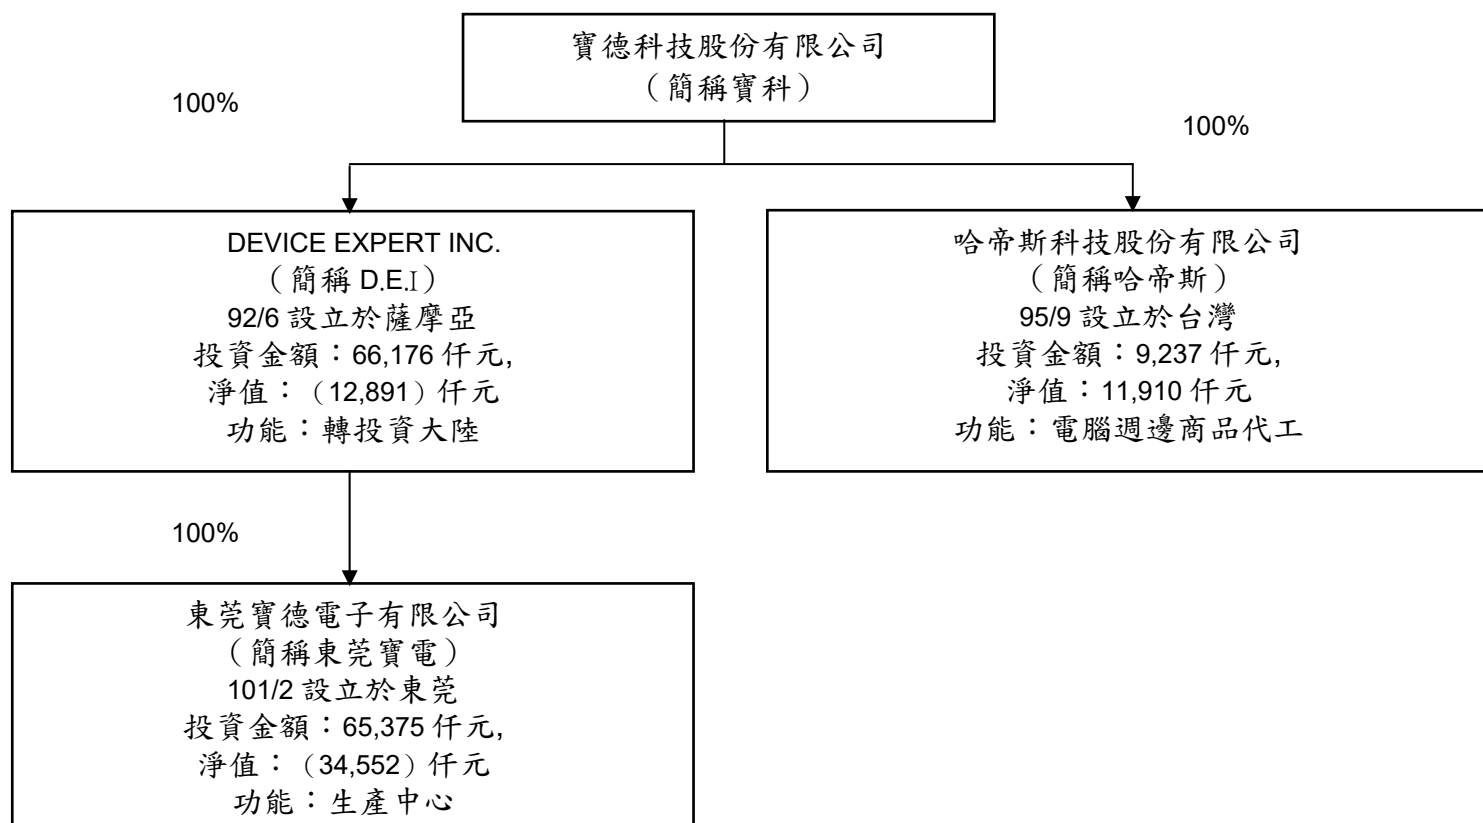 寶德科技股份有限公司
（簡稱寶科）
100%
100%
DEVICE EXPERT INC.
（簡稱 D.E.I）
92/6 設立於薩摩亞
投資金額：66,176 仟元,
淨值：（12,891）仟元
功能：轉投資大陸
哈帝斯科技股份有限公司
（簡稱哈帝斯）
95/9 設立於台灣
投資金額：9,237 仟元,
淨值：11,910 仟元
功能：電腦週邊商品代工
100%
東莞寶德電子有限公司
（簡稱東莞寶電）
101/2 設立於東莞
投資金額：65,375 仟元,
淨值：（34,552）仟元
功能：生產中心